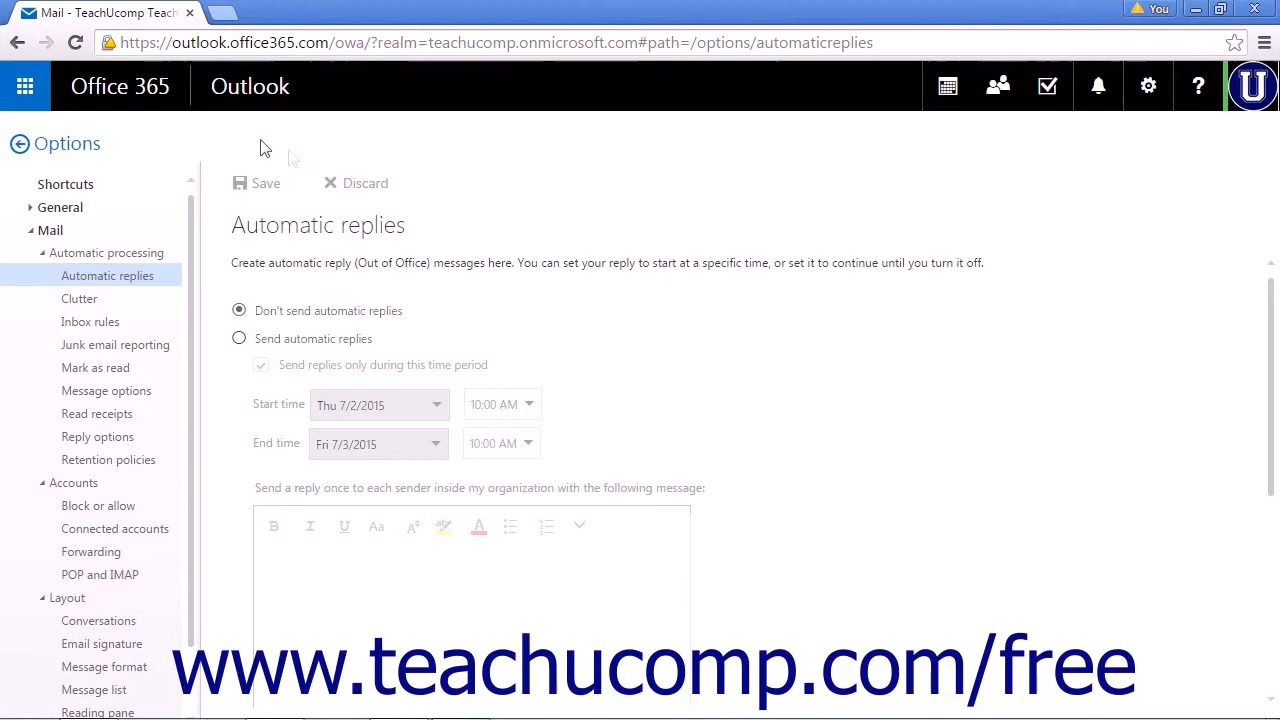 Mail - TeachUcomp Teach
You
https://outlook.office365.com/owa/?realm=teachucomp.onmicrosoft.com#path=/options/automaticreplies
Office 365
Outlook
?
U
Options
Shortcuts
General
Mail
Automatic processing
Automatic replies
Clutter
Inbox rules
Junk email reporting
Mark as read
Message options
Read receipts
Reply options
Retention policies
Accounts
Block or allow
Connected accounts
Forwarding
POP and IMAP
Layout
Conversations
Email signature
Message format
Message list
Reading pane
Save
Discard
Automatic replies
Create automatic reply (Out of Office) messages here. You can set your reply to start at a specific time, or set it to continue until you turn it off.
Don't send automatic replies
Send automatic replies
Send replies only during this time period
Start time Thu 7/2/2015 10:00 AM
End time Fri 7/3/2015 10:00 AM
Send a reply once to each sender inside my organization with the following message:
B I U Aa A ab A
www.teachucomp.com/free